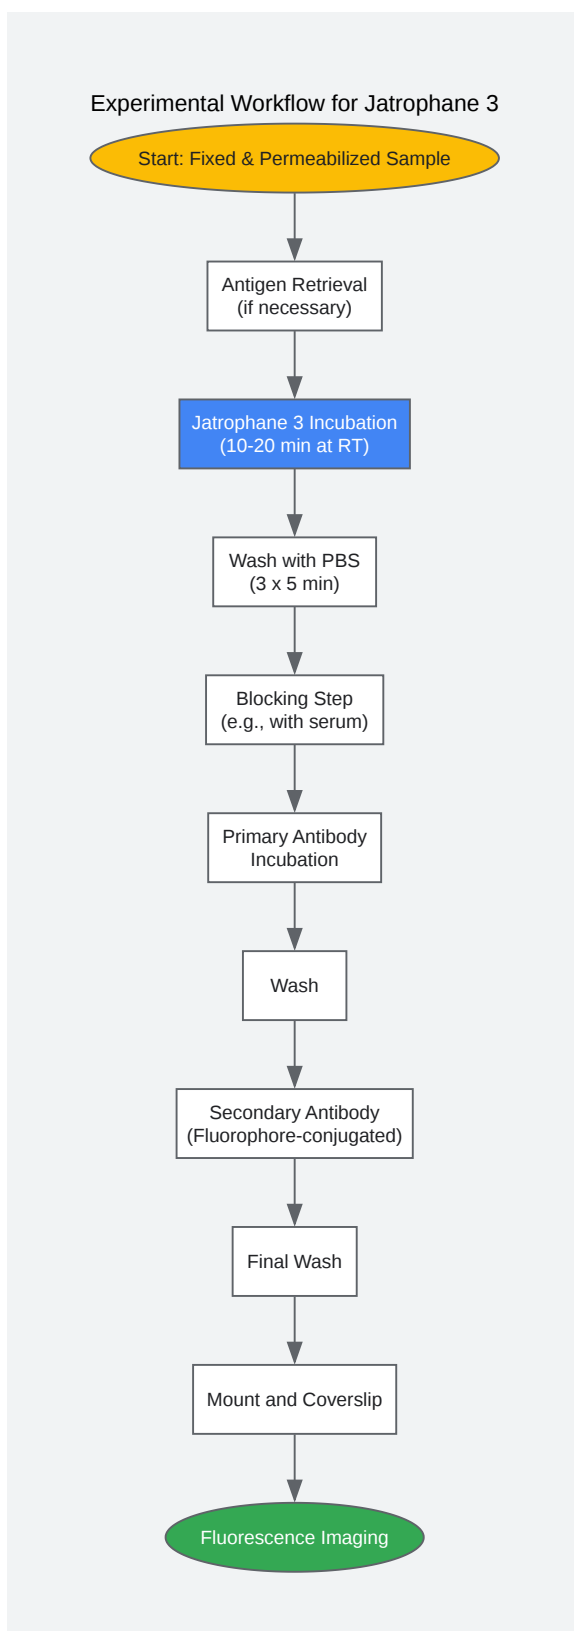 Experimental Workflow for Jatrophane 3
Start: Fixed & Permeabilized Sample
Antigen Retrieval
(if necessary)
Jatrophane 3 Incubation
(10-20 min at RT)
Wash with PBS
(3 x 5 min)
Blocking Step
(e.g., with serum)
Primary Antibody
Incubation
Wash
Secondary Antibody
(Fluorophore-conjugated)
Final Wash
Mount and Coverslip
Fluorescence Imaging